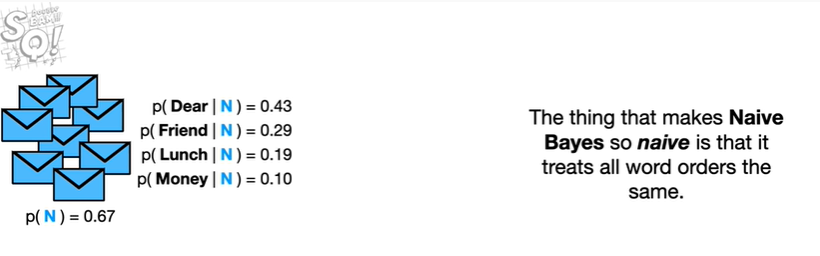 SQ!
p( Dear | N ) = 0.43
p( Friend | N ) = 0.29
p( Lunch | N ) = 0.19
p( Money | N ) = 0.10
p( N ) = 0.67
The thing that makes Naive
Bayes so naive is that it
treats all word orders the
same.